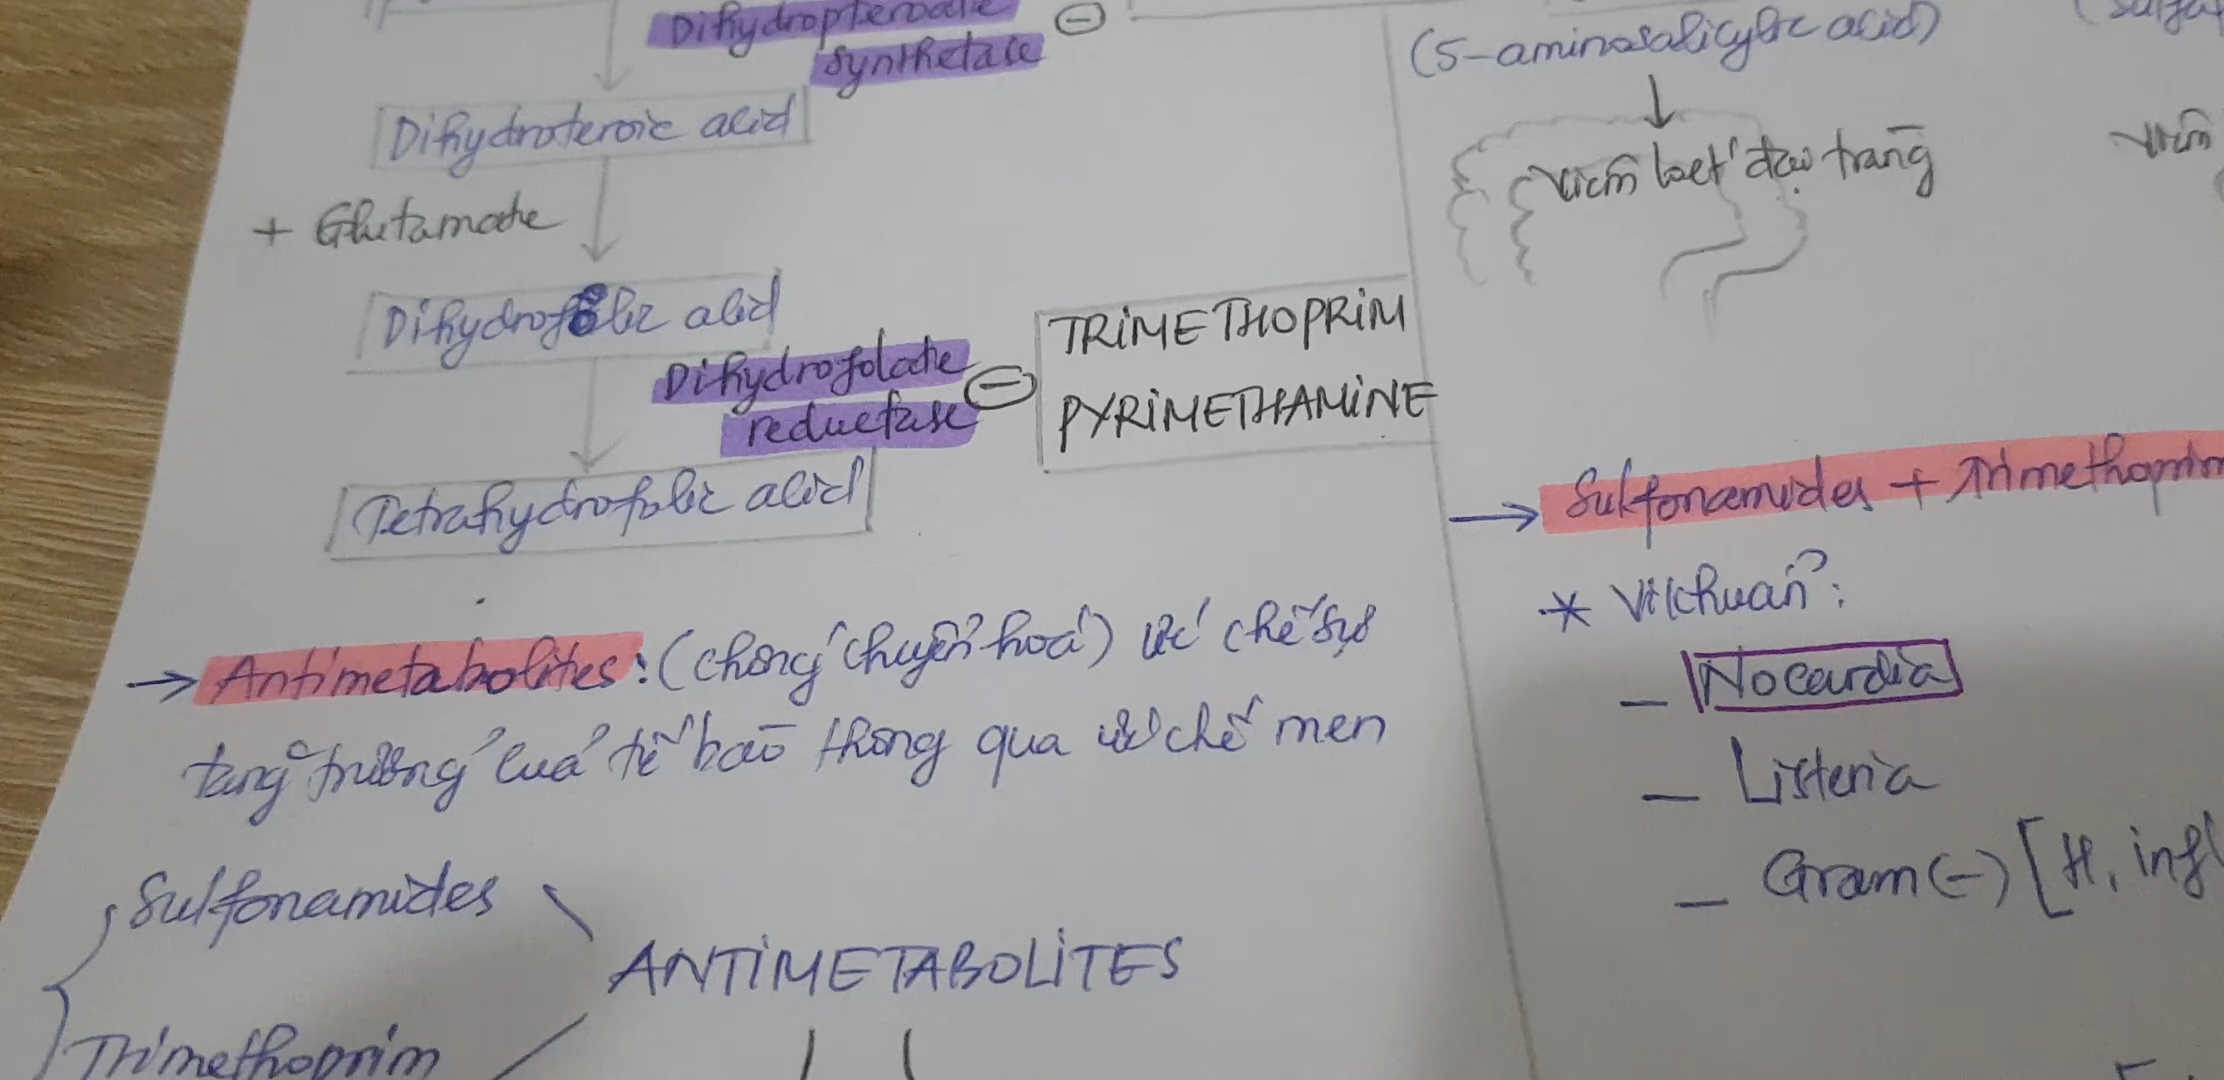 Dihydropteroate
synthetase
Dihydroteroic acid
+ Glutamate
Dihydrofolic acid
Dihydrofolate
reductase
TRIMETHOPRIM
PYRIMETHAMINE
Tetrahydrofolic acid
→ Antimetabolites: (chống chuyển hoá) ức chế sự
tăng trưởng của tế bào thông qua ức chế men
Sulfonamides
ANTIMETABOLITES
Trimethoprim
(5-aminosalicylic acid)
viêm loét đại tràng
viêm
→ Sulfonamides + Trimethoprim
* Vi khuẩn:
- Nocardia
- Listeria
- Gram (-) [H. infl